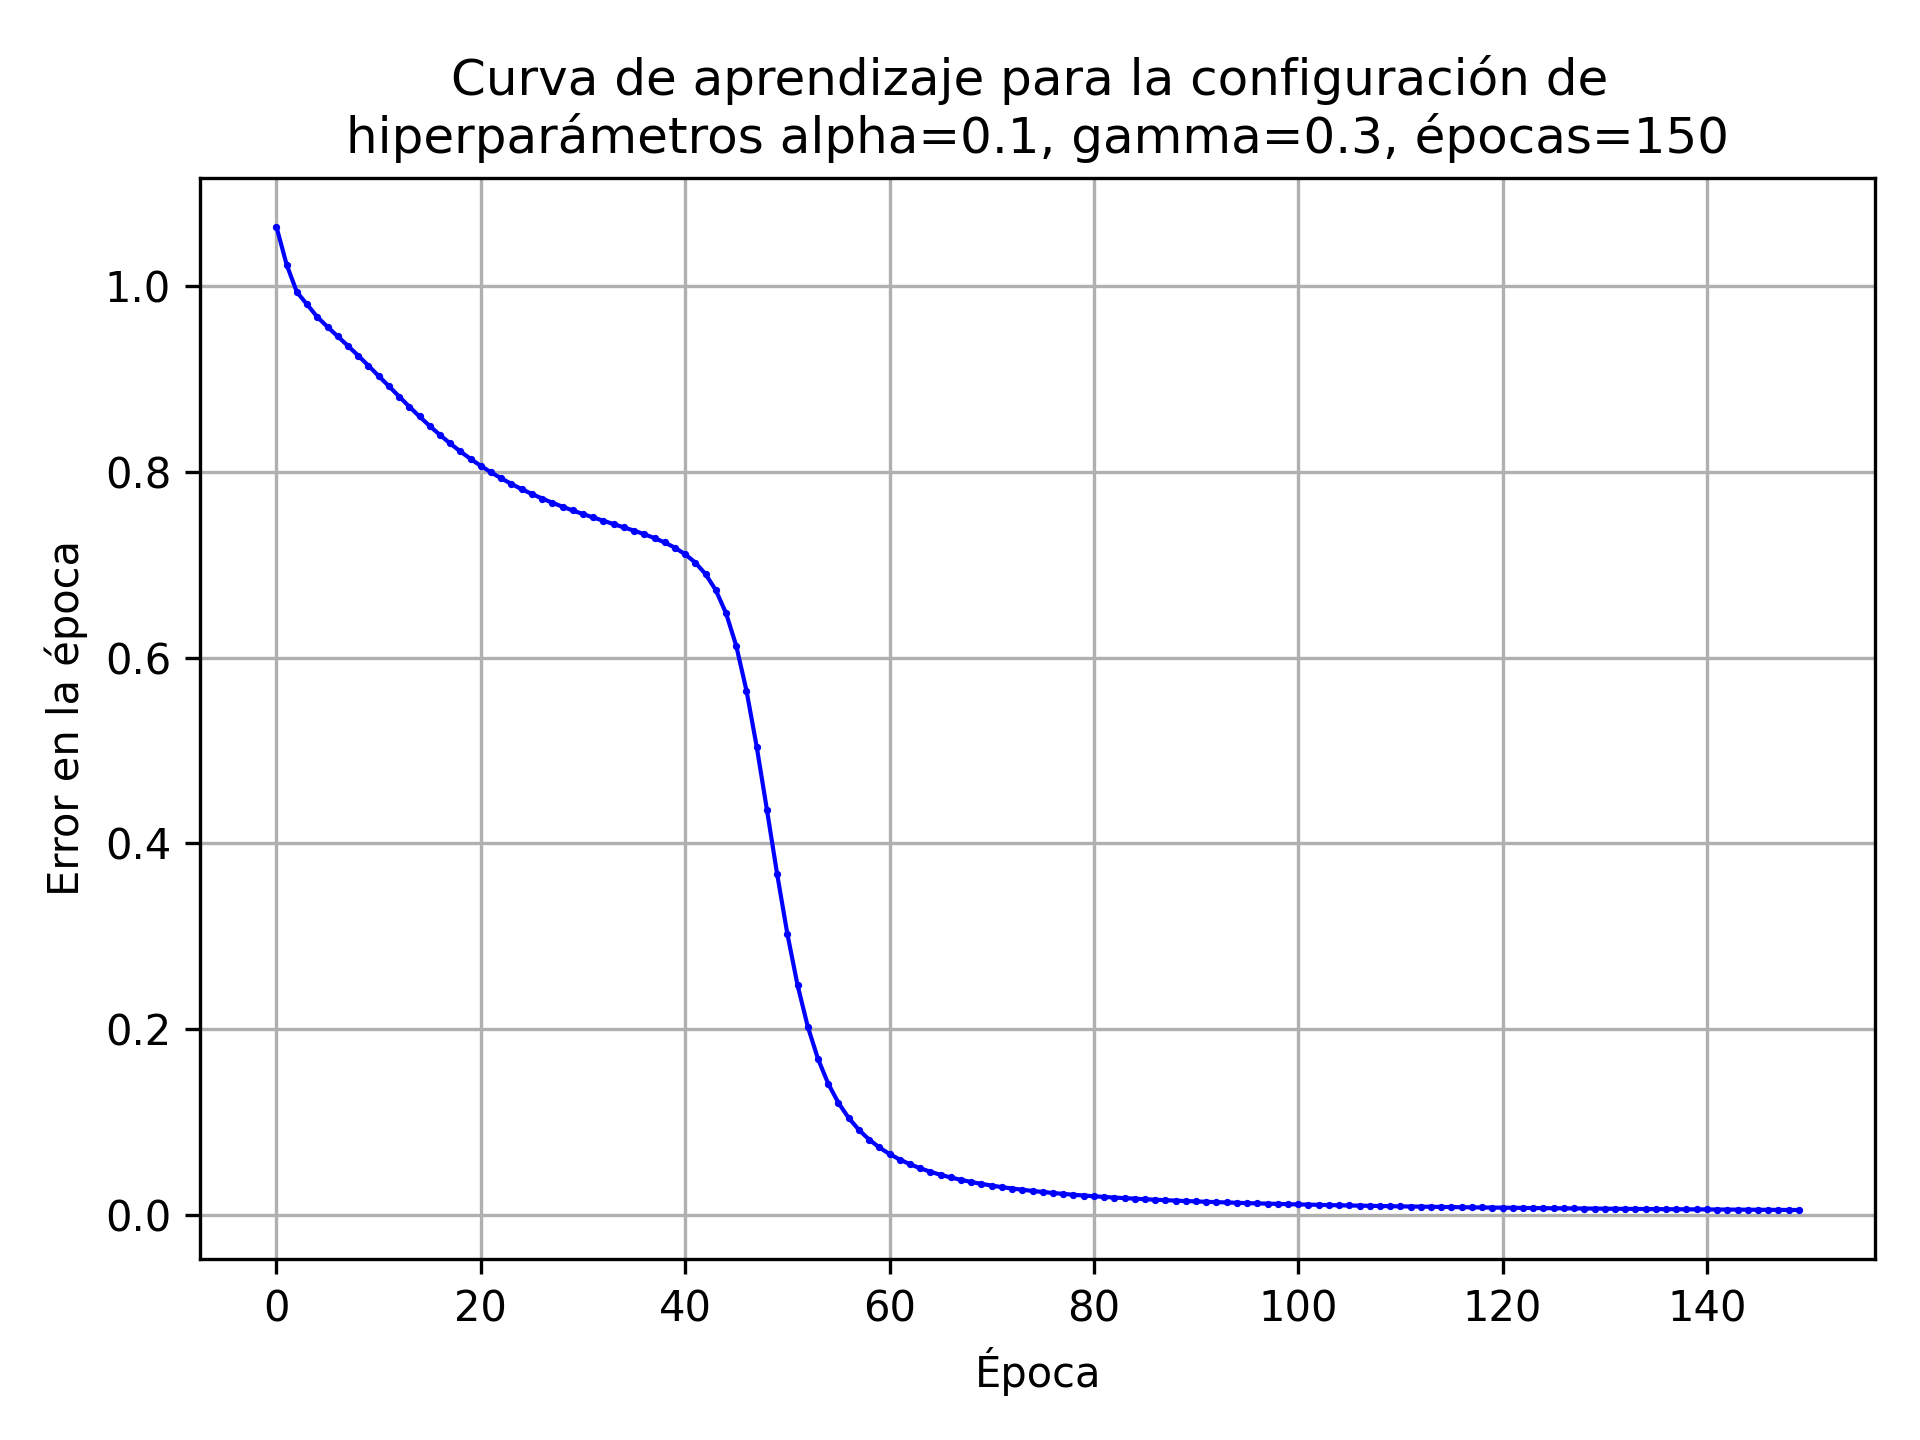 Curva de aprendizaje para la configuración de
hiperparámetros alpha=0.1, gamma=0.3, épocas=150
Error en la época
1.0
0.8
0.6
0.4
0.2
0.0
0 20 40 60 80 100 120 140
Época